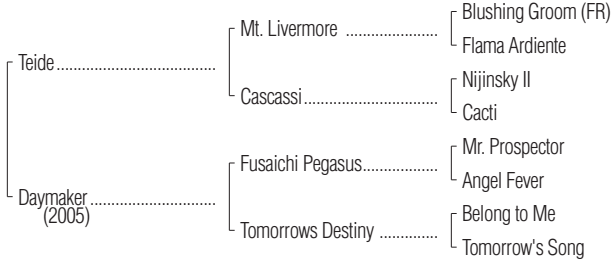 Blushing Groom (FR)
Mt. Livermore
Flama Ardiente
Teide
Nijinsky II
Cascassi
Cacti
Mr. Prospector
Fusaichi Pegasus
Angel Fever
Daymaker
(2005)
Belong to Me
Tomorrows Destiny
Tomorrow's Song